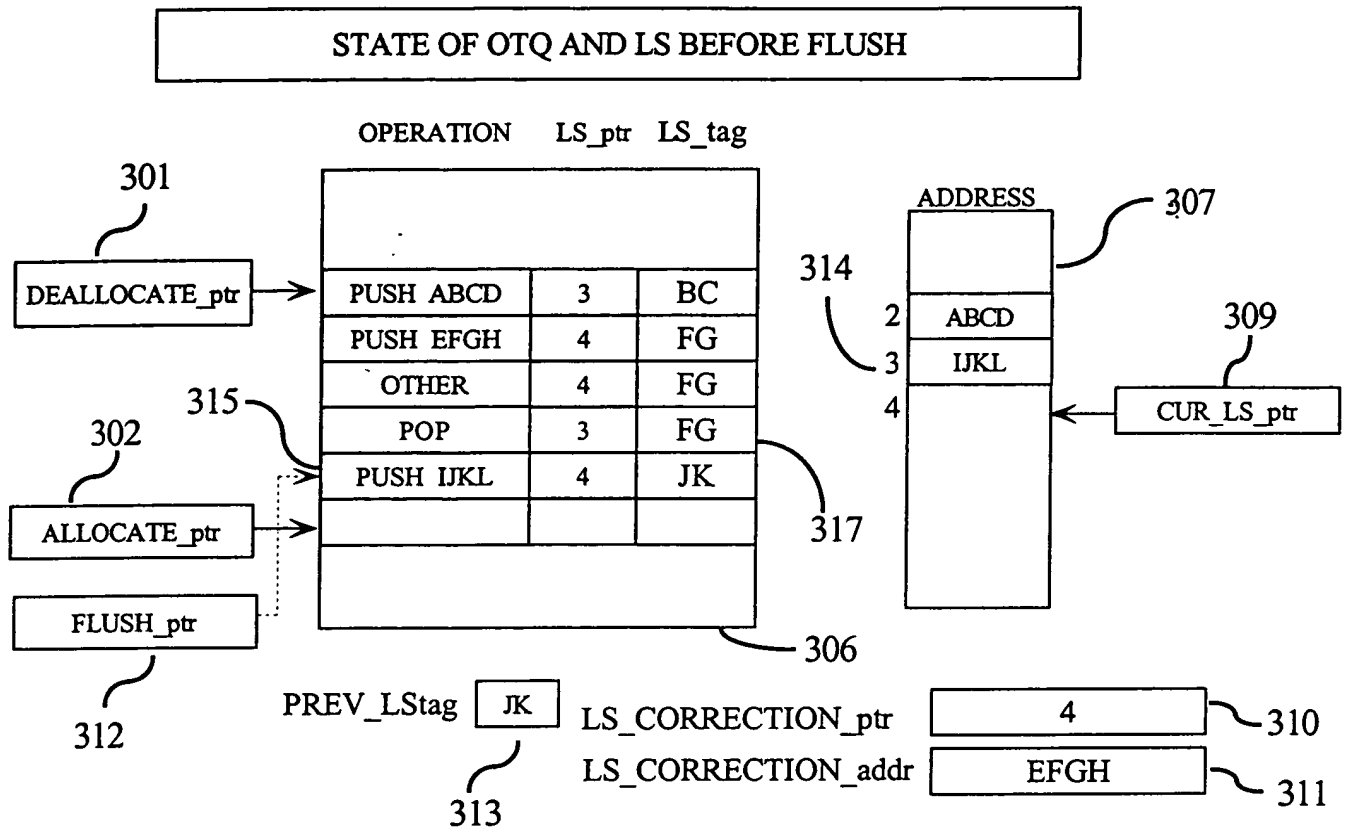 STATE OF OTQ AND LS BEFORE FLUSH
OPERATION LS_ptr LS_tag
301
ADDRESS
307
DEALLOCATE_ptr
PUSH ABCD 3 BC
314
2 ABCD
309
PUSH EFGH 4 FG
3 IJKL
OTHER 4 FG
315
4
CUR_LS_ptr
302
POP 3 FG
PUSH IJKL 4 JK
317
ALLOCATE_ptr
FLUSH_ptr
306
312
PREV_LStag JK
313
LS_CORRECTION_ptr 4
310
LS_CORRECTION_addr EFGH
311